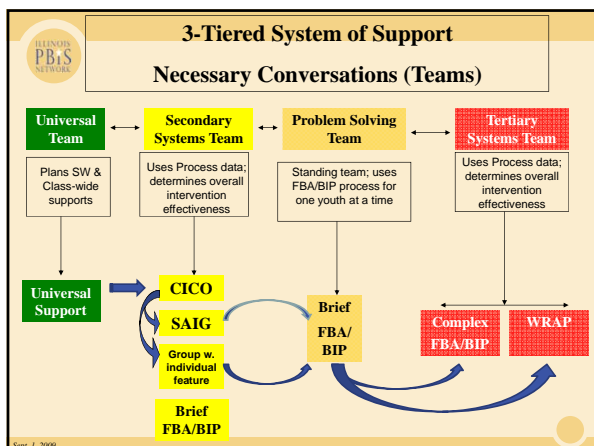 ILLINOIS
PBIS
NETWORK
3-Tiered System of Support
Necessary Conversations (Teams)
Universal
Team
Secondary
Systems Team
Problem Solving
Team
Tertiary
Systems Team
Plans SW &
Class-wide
supports
Uses Process data;
determines overall
intervention
effectiveness
Standing team; uses
FBA/BIP process for
one youth at a time
Uses Process data;
determines overall
intervention
effectiveness
Universal
Support
CICO
SAIG
Group w.
individual
feature
Brief
FBA/BIP
Brief
FBA/
BIP
Complex
FBA/BIP
WRAP
Sept. 1, 2009